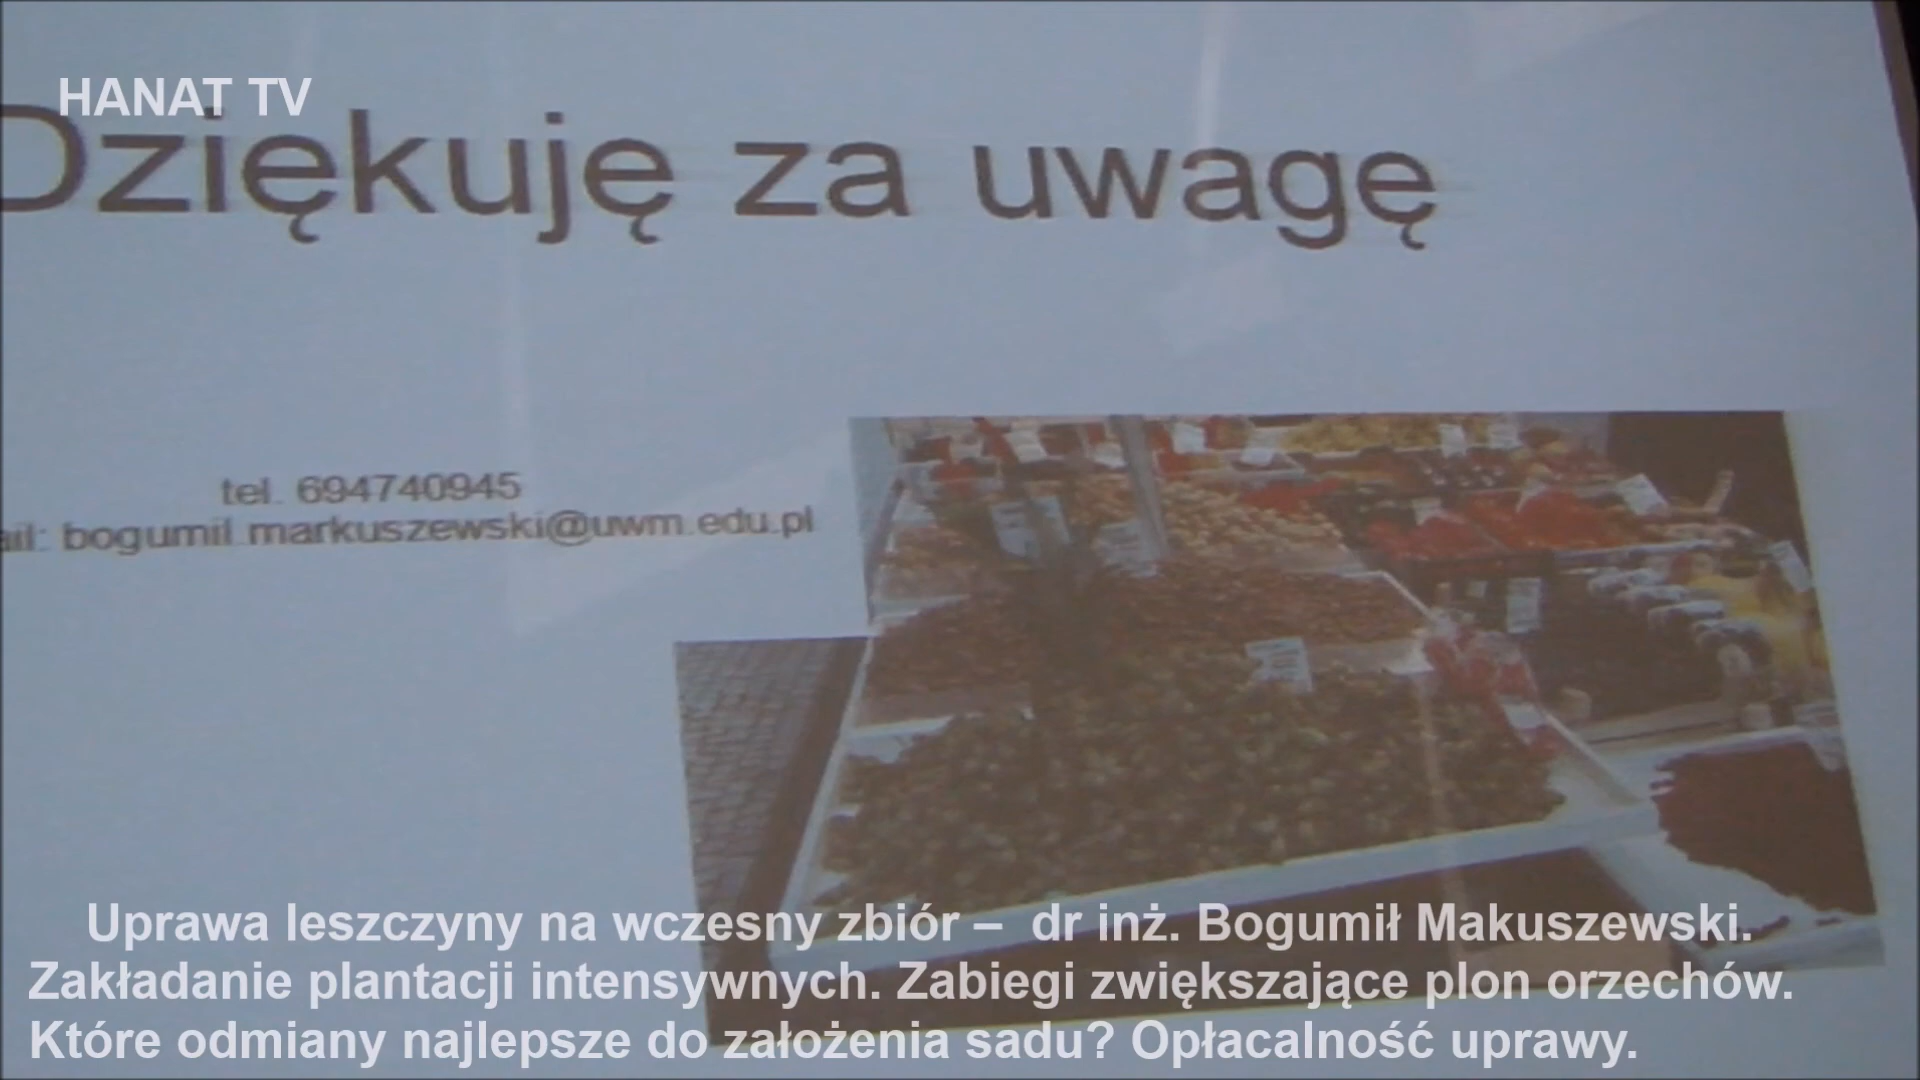 HANAT TV
Dziękuję za uwagę
tel. 694740945
ail: bogumil.markuszewski@uwm.edu.pl
Uprawa leszczyny na wczesny zbiór – dr inż. Bogumił Makuszewski.
Zakładanie plantacji intensywnych. Zabiegi zwiększające plon orzechów.
Które odmiany najlepsze do założenia sadu? Opłacalność uprawy.